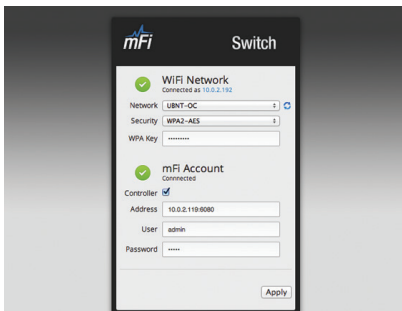 mFi Switch
WiFi Network
Connected as 10.0.2.192
Network UBNT-OC
Security WPA2-AES
WPA Key •••••••••
mFi Account
Connnected
Controller
Address 10.0.2.119:6080
User admin
Password •••••
Apply